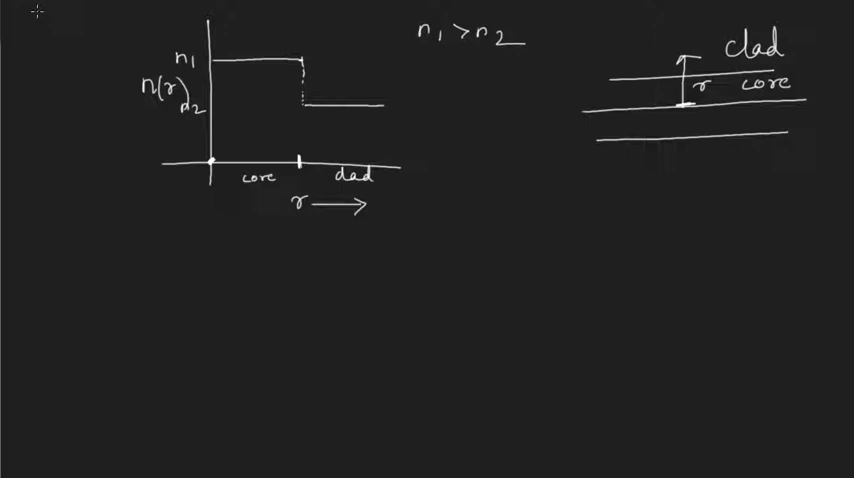 n₁ > n₂
clad
n₁
n(r)
r core
n₂
core clad
r